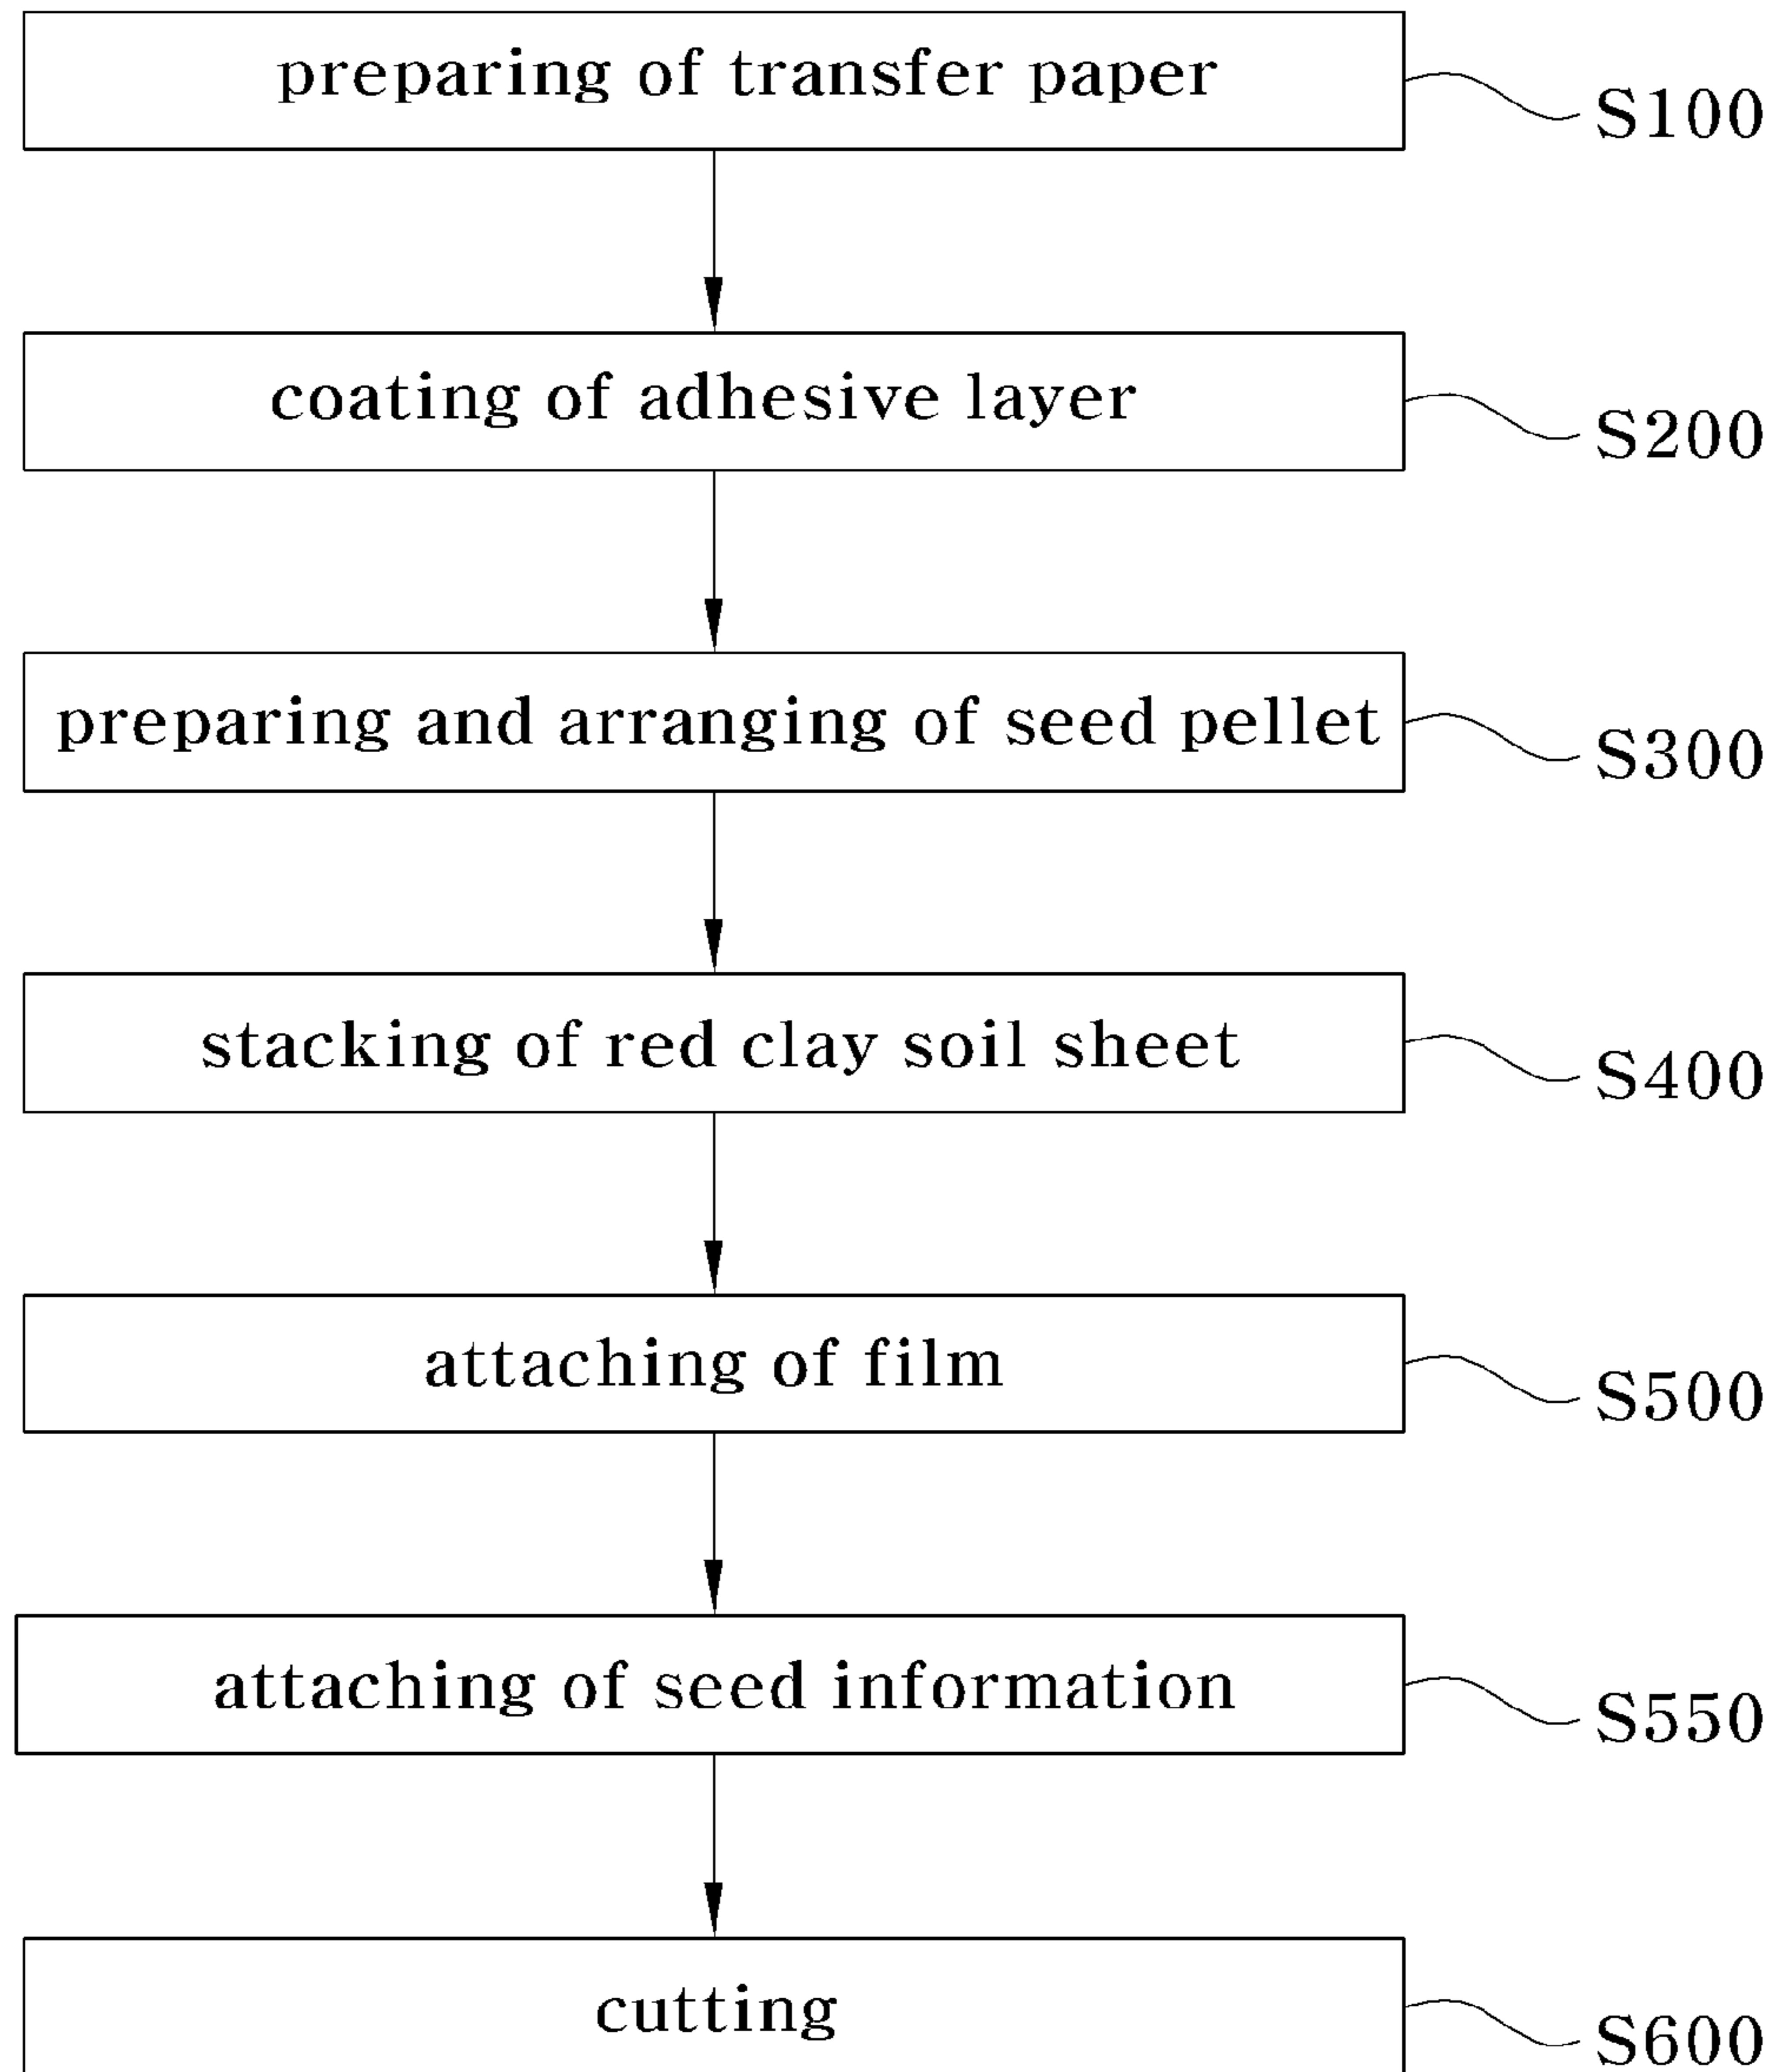 preparing of transfer paper
S100
coating of adhesive layer
S200
preparing and arranging of seed pellet
S300
stacking of red clay soil sheet
S400
attaching of film
S500
attaching of seed information
S550
cutting
S600